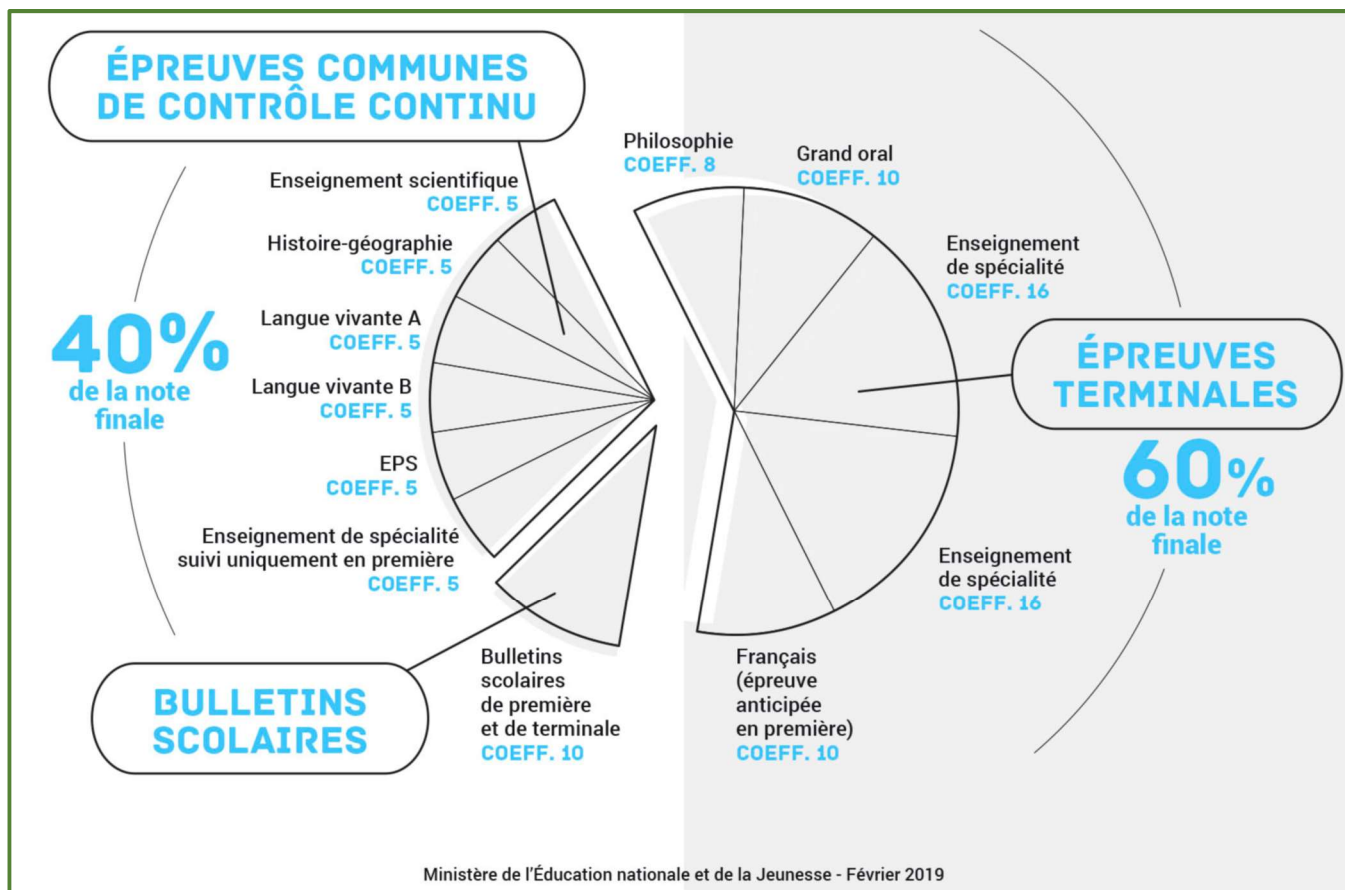 ÉPREUVES COMMUNES
DE CONTRÔLE CONTINU
Enseignement scientifique
COEFF. 5
Histoire-géographie
COEFF. 5
Langue vivante A
COEFF. 5
Langue vivante B
COEFF. 5
EPS
COEFF. 5
Enseignement de spécialité
suivi uniquement en première
COEFF. 5
40%
de la note
finale
BULLETINS
SCOLAIRES
Bulletins
scolaires
de première
et de terminale
COEFF. 10
Philosophie
COEFF. 8
Grand oral
COEFF. 10
Enseignement
de spécialité
COEFF. 16
ÉPREUVES
TERMINALES
60%
de la note
finale
Enseignement
de spécialité
COEFF. 16
Français
(épreuve
anticipée
en première)
COEFF. 10
Ministère de l'Éducation nationale et de la Jeunesse - Février 2019